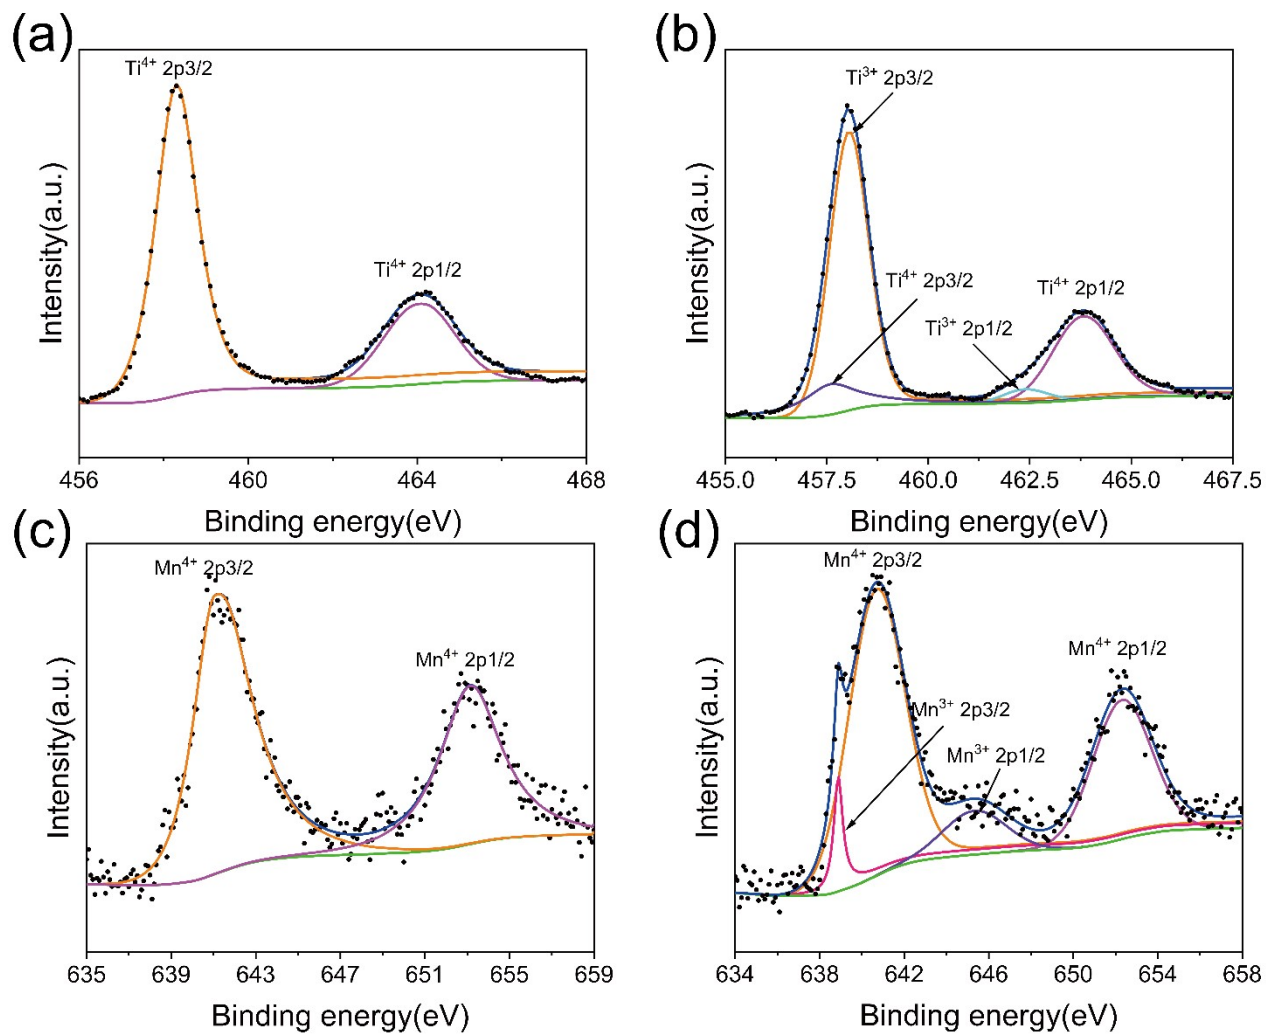 (a)
Ti⁴⁺ 2p3/2
Ti⁴⁺ 2p1/2
Intensity(a.u.)
456 460 464 468
Binding energy(eV)
(b)
Ti³⁺ 2p3/2
Ti⁴⁺ 2p3/2
Ti³⁺ 2p1/2
Ti⁴⁺ 2p1/2
Intensity(a.u.)
455.0 457.5 460.0 462.5 465.0 467.5
Binding energy(eV)
(c)
Mn⁴⁺ 2p3/2
Mn⁴⁺ 2p1/2
Intensity(a.u.)
635 639 643 647 651 655 659
Binding energy(eV)
(d)
Mn⁴⁺ 2p3/2
Mn⁴⁺ 2p1/2
Mn³⁺ 2p3/2
Mn³⁺ 2p1/2
Intensity(a.u.)
634 638 642 646 650 654 658
Binding energy(eV)